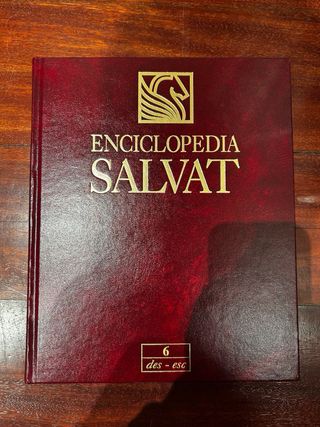 ENCICLOPEDIA
SALVAT
6
des - esc